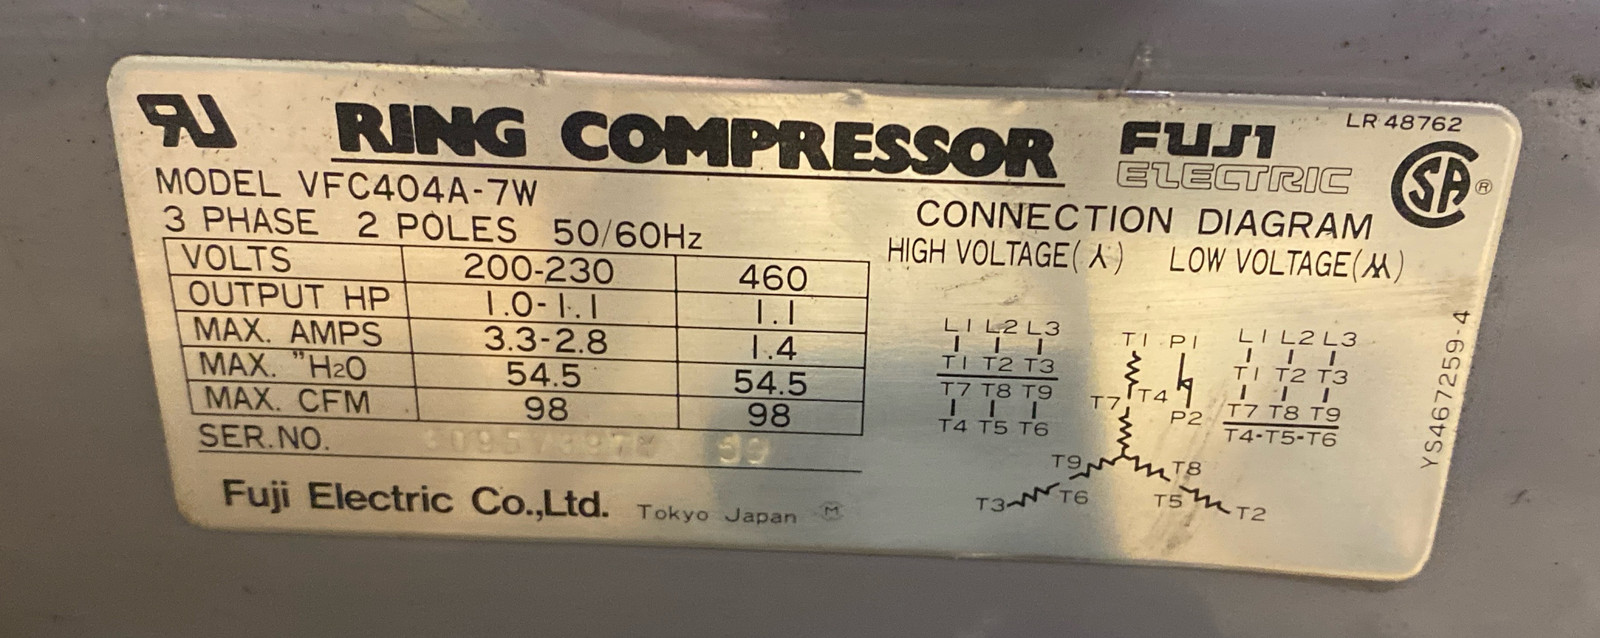 RU
RING COMPRESSOR
FUJI
ELECTRIC
LR 48762
SA ®
MODEL VFC404A-7W
3 PHASE 2 POLES 50/60Hz
VOLTS 200-230 460
OUTPUT HP 1.0-1.1 1.1
MAX. AMPS 3.3-2.8 1.4
MAX. "H₂O 54.5 54.5
MAX. CFM 98 98
SER.NO.
Fuji Electric Co.,Ltd. Tokyo Japan Ⓜ
CONNECTION DIAGRAM
HIGH VOLTAGE(⅄) LOW VOLTAGE(⅄⅄)
L1 L2 L3
T1 T2 T3
T7 T8 T9
T4 T5 T6
T1 P1
T7 T4
P2
T9 T8
T3 T6 T5 T2
L1 L2 L3
T1 T2 T3
T7 T8 T9
T4-T5-T6
YS467259-4